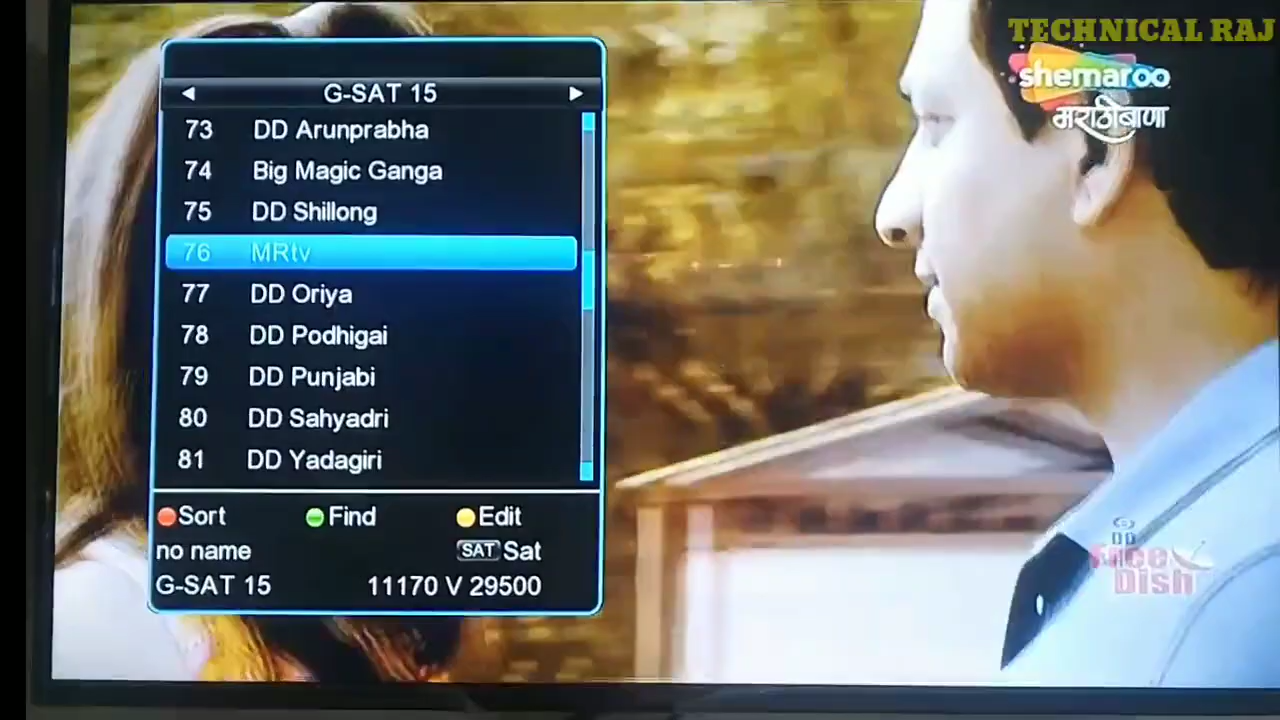 TECHNICAL RAJ
shemaroo
मराठीबाणा
G-SAT 15
73 DD Arunprabha
74 Big Magic Ganga
75 DD Shillong
76 MRtv
77 DD Oriya
78 DD Podhigai
79 DD Punjabi
80 DD Sahyadri
81 DD Yadagiri
Sort Find Edit
no name SAT Sat
G-SAT 15 11170 V 29500
DD
Free
Dish